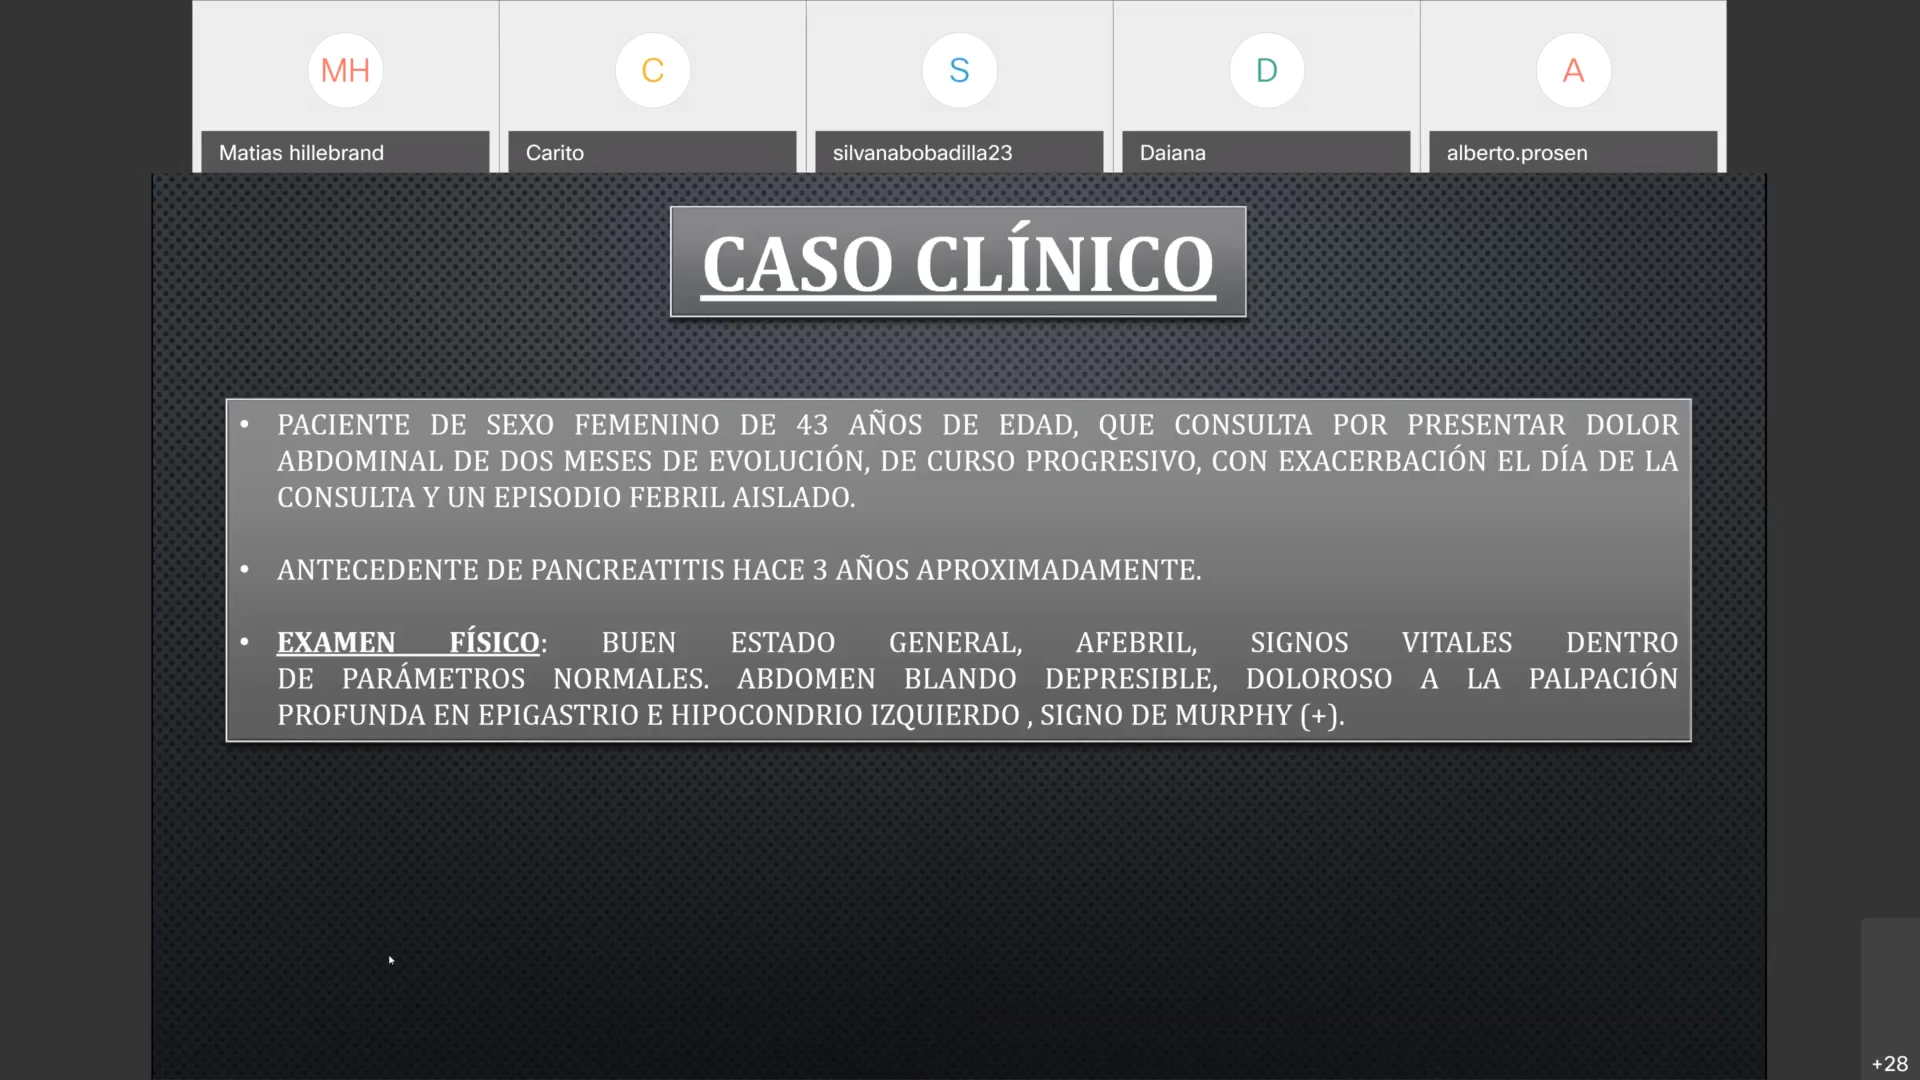 MH
C
S
D
A
Matias hillebrand
Carito
silvanabobadilla23
Daiana
alberto.prosen
CASO CLÍNICO
• PACIENTE DE SEXO FEMENINO DE 43 AÑOS DE EDAD, QUE CONSULTA POR PRESENTAR DOLOR
ABDOMINAL DE DOS MESES DE EVOLUCIÓN, DE CURSO PROGRESIVO, CON EXACERBACIÓN EL DÍA DE LA
CONSULTA Y UN EPISODIO FEBRIL AISLADO.
• ANTECEDENTE DE PANCREATITIS HACE 3 AÑOS APROXIMADAMENTE.
• EXAMEN FÍSICO: BUEN ESTADO GENERAL, AFEBRIL, SIGNOS VITALES DENTRO
DE PARÁMETROS NORMALES. ABDOMEN BLANDO DEPRESIBLE, DOLOROSO A LA PALPACIÓN
PROFUNDA EN EPIGASTRIO E HIPOCONDRIO IZQUIERDO , SIGNO DE MURPHY (+).
+28